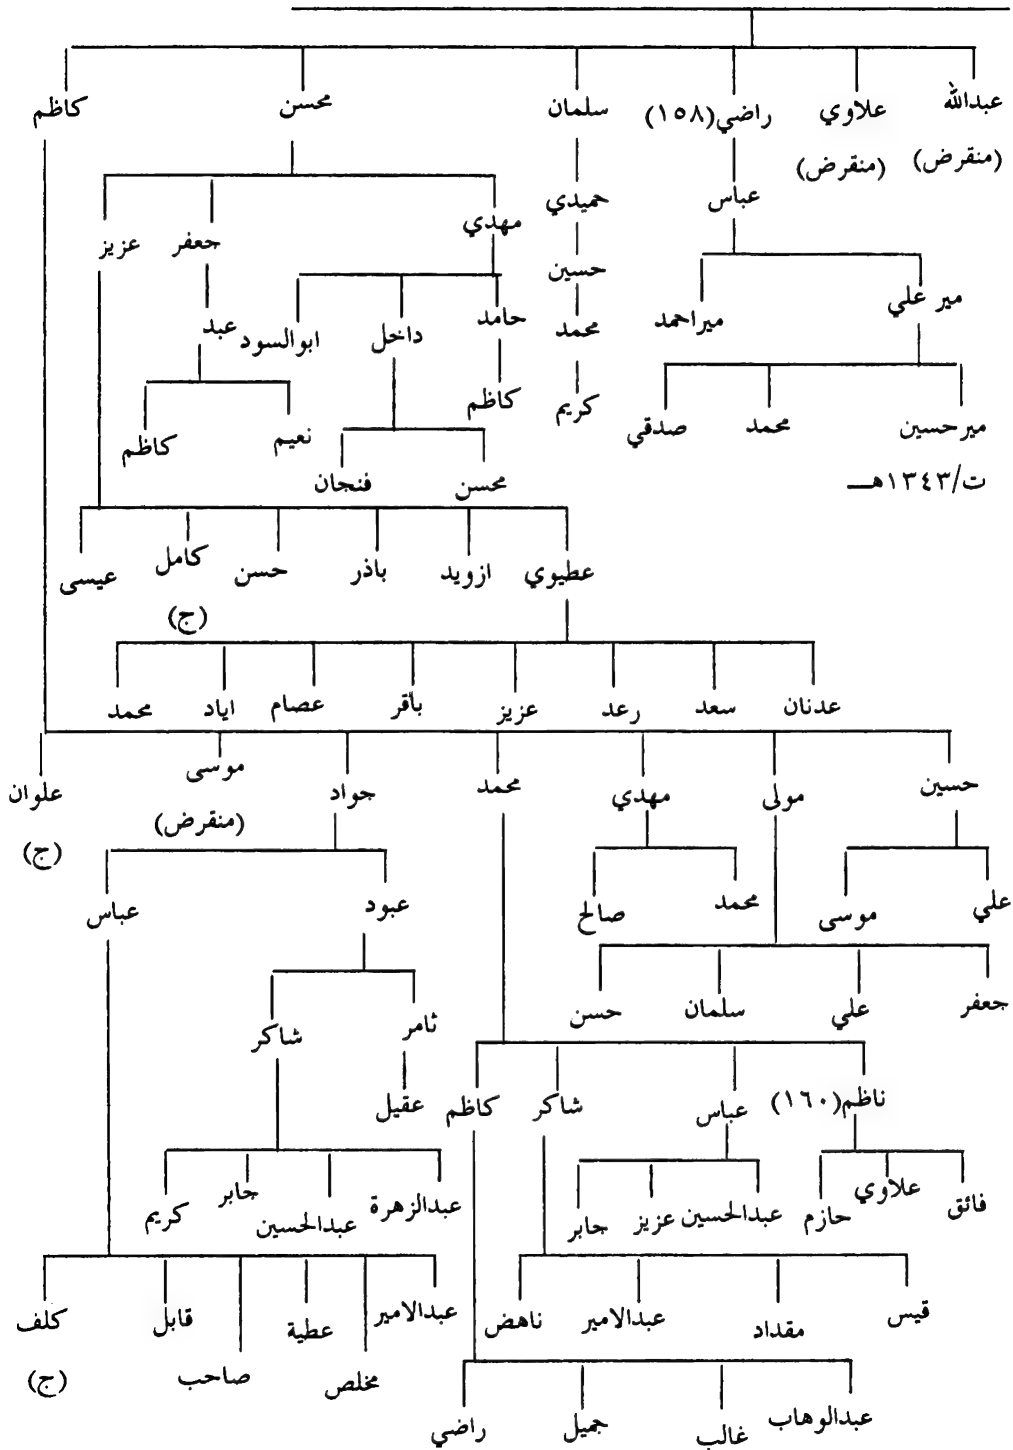 عبدالله علاوي راضي(١٥٨) سلمان محسن كاظم
(منقرض) (منقرض)
عباس حميدي مهدي جعفر عزيز
مير علي ميراحمد حسين حامد داخل ابوالسود عبد
محمد
ميرحسين محمد صدقي كريم كاظم نعيم كاظم
ت/١٣٤٣هـ محسن فنجان
عطيوي ازويد باذر حسن كامل عيسى
(ج)
عدنان سعد رعد عزيز باقر عصام اياد محمد
حسين مولى مهدي محمد جواد موسى علوان
(منقرض) (ج)
علي موسى محمد صالح عبود عباس
جعفر علي سلمان حسن ثامر شاكر
ناظم(١٦٠) عباس شاكر كاظم عقيل
فائق علاوي حازم عبدالحسين عزيز جابر عبدالزهرة عبدالحسين جابر كريم
قيس مقداد عبدالامير ناهض عبدالامير عطية قابل كلف
مخلص صاحب (ج)
عبدالوهاب غالب جميل راضي